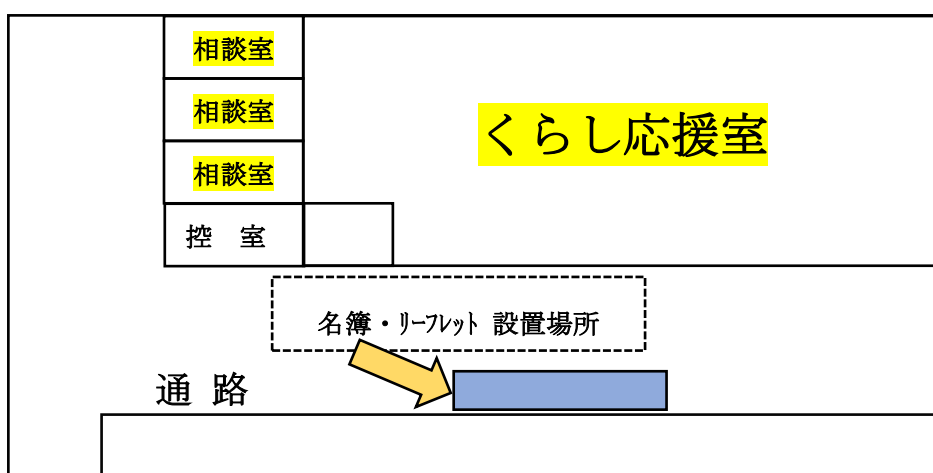 相談室
相談室
くらし応援室
相談室
控　室
名簿・ﾘｰﾌﾚｯﾄ 設置場所
通 路